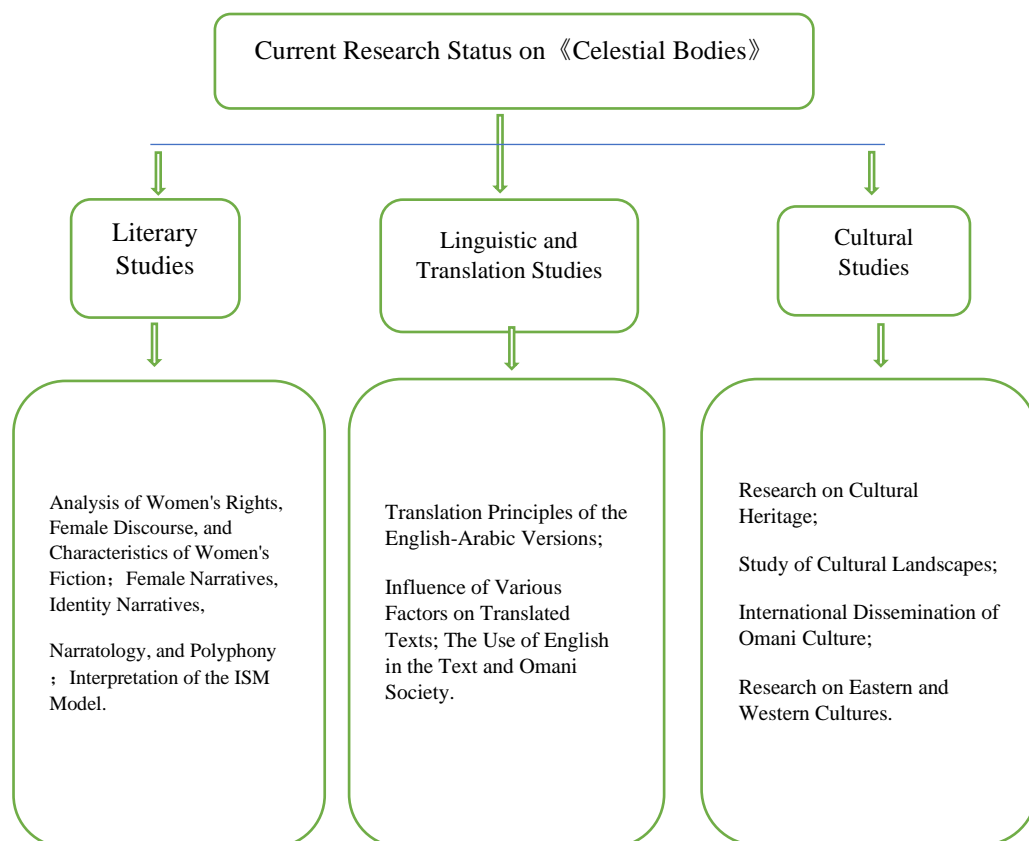 Current Research Status on《Celestial Bodies》
Literary
Studies
Linguistic and
Translation Studies
Cultural
Studies
Analysis of Women's Rights,
Female Discourse, and
Characteristics of Women's
Fiction；Female Narratives,
Identity Narratives,
Narratology, and Polyphony
；Interpretation of the ISM
Model.
Translation Principles of the
English-Arabic Versions;
Influence of Various
Factors on Translated
Texts; The Use of English
in the Text and Omani
Society.
Research on Cultural
Heritage;
Study of Cultural Landscapes;
International Dissemination of
Omani Culture;
Research on Eastern and
Western Cultures.